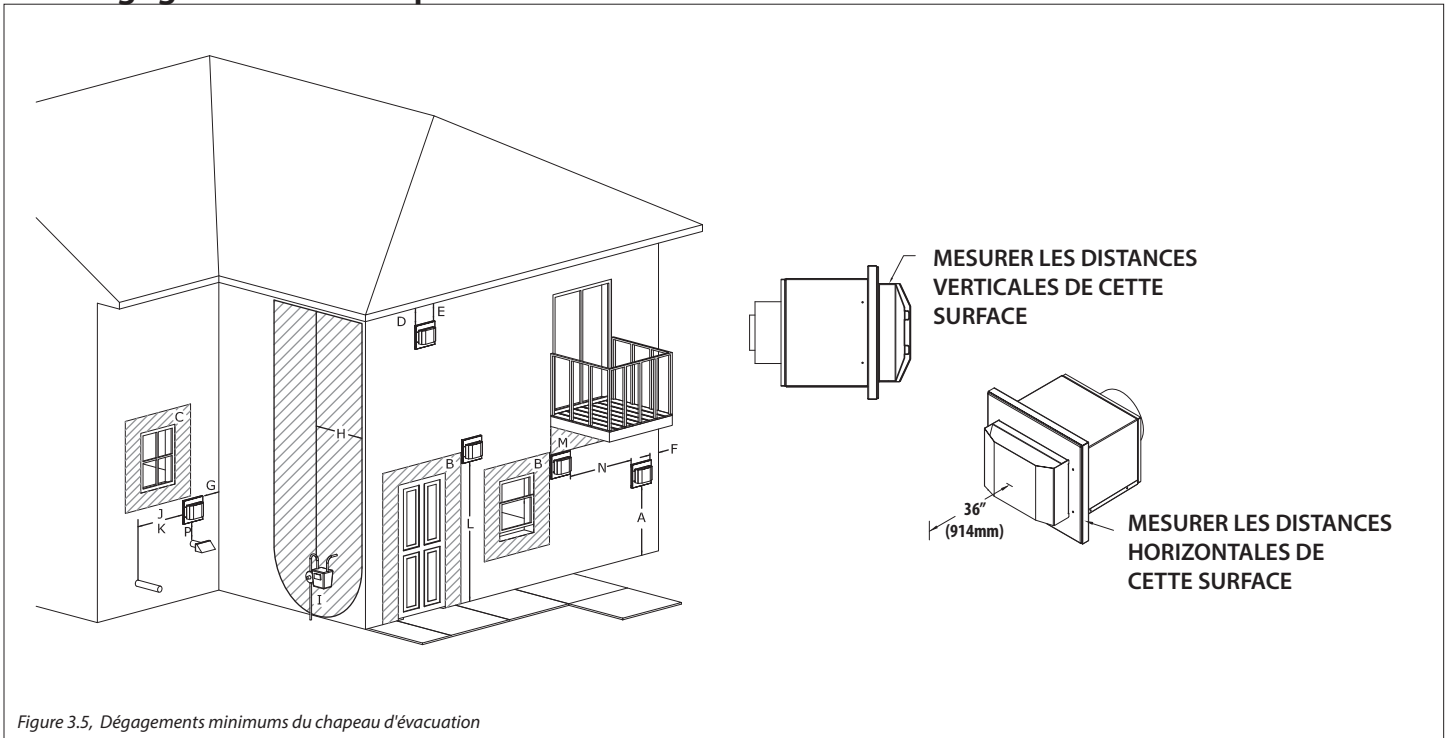 D
E
C
H
B
B
M
N
F
G
J
K
P
L
A
I
MESURER LES DISTANCES
VERTICALES DE CETTE
SURFACE
36"
(914mm)
MESURER LES DISTANCES
HORIZONTALES DE
CETTE SURFACE
Figure 3.5, Dégagements minimums du chapeau d'évacuation